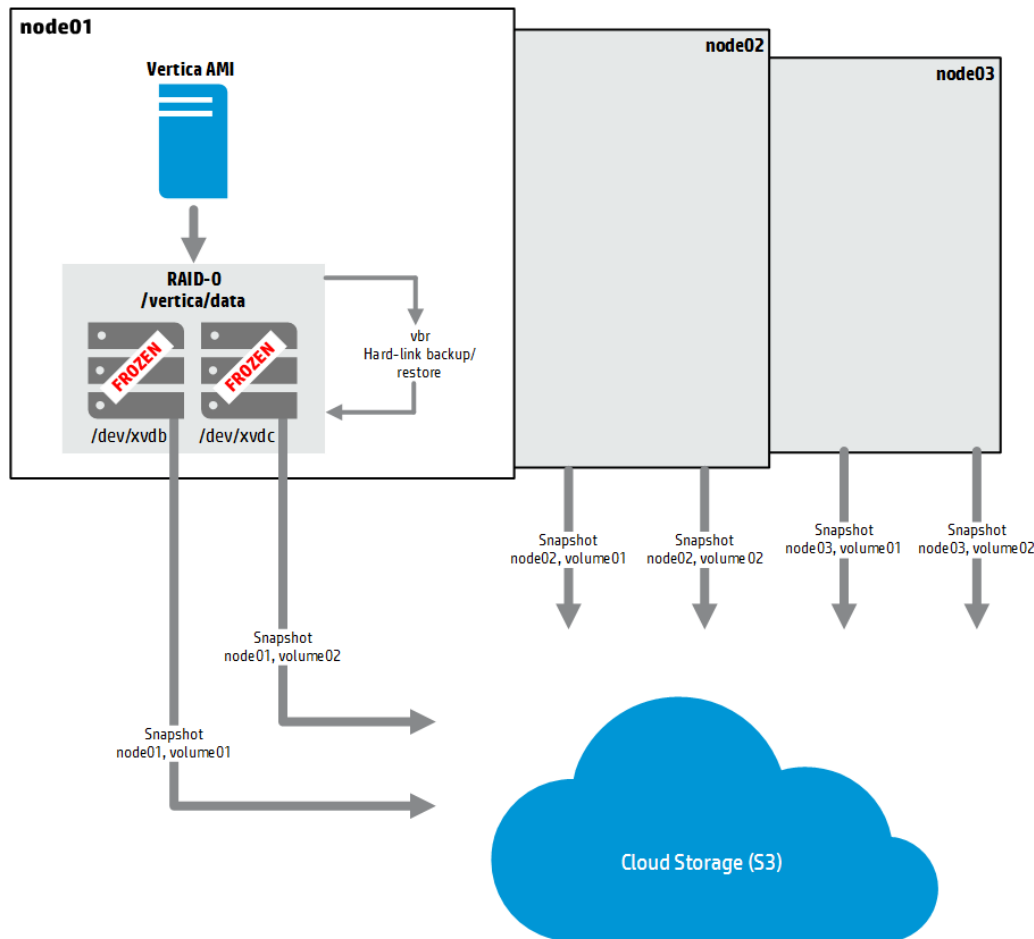 node01
node02
node03
Vertica AMI
RAID-0
/vertica/data
FROZEN
FROZEN
/dev/xvdb
/dev/xvdc
vbr
Hard-link backup/
restore
Snapshot
node02, volume01
Snapshot
node02, volume02
Snapshot
node03, volume01
Snapshot
node03, volume02
Snapshot
node01, volume02
Snapshot
node01, volume01
Cloud Storage (S3)